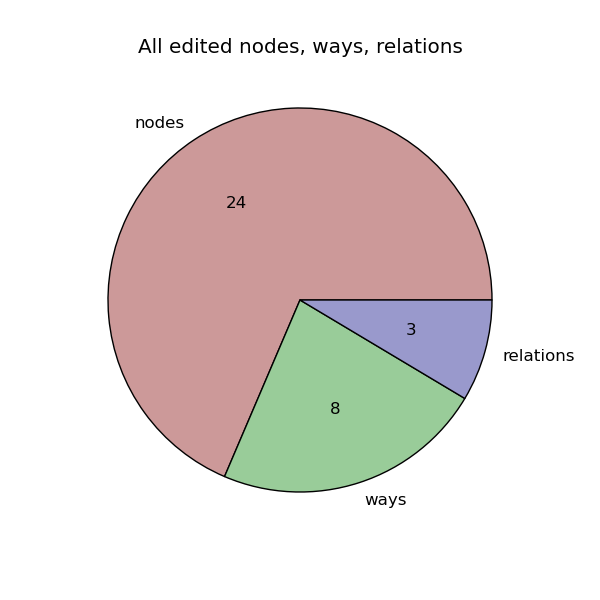 All edited nodes, ways, relations
nodes
24
3
relations
8
ways